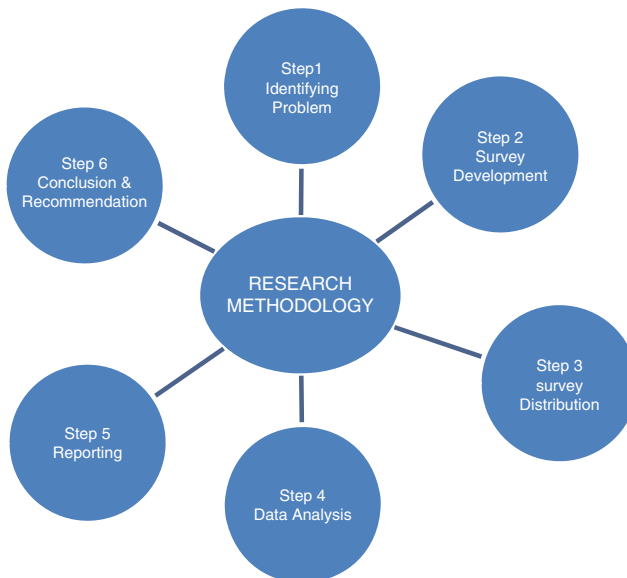 Step1
Identifying
Problem
Step 2
Survey
Development
Step 3
survey
Distribution
Step 4
Data Analysis
Step 5
Reporting
Step 6
Conclusion &
Recommendation
RESEARCH
METHODOLOGY